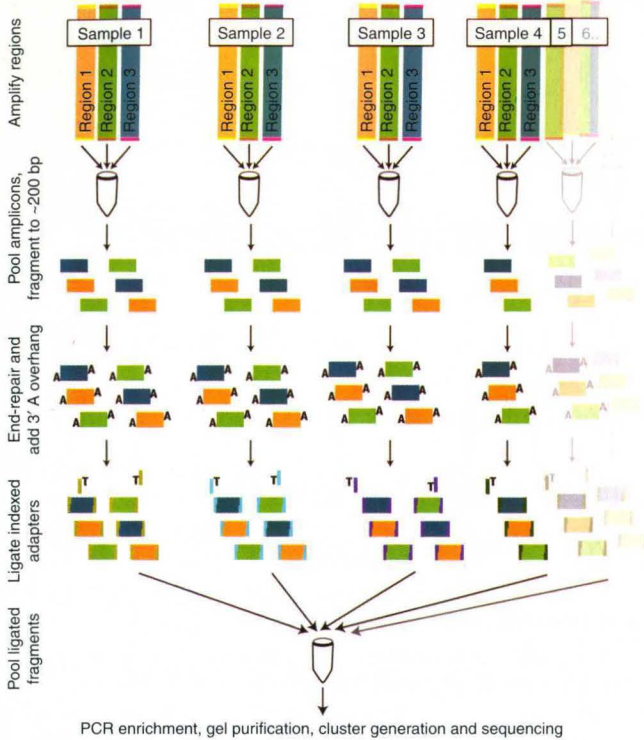 Amplify regions
Sample 1
Region 1
Region 2
Region 3
Sample 2
Region 1
Region 2
Region 3
Sample 3
Region 1
Region 2
Region 3
Sample 4
Region 1
Region 2
Region 3
5
6..
Pool amplicons,
fragment to ~200 bp
End-repair and
add 3′ A overhang
A A A A
A A A A
A A A A
A A A A
A A A A
A A A A
A A A A
A A A A
A A A A
A A
A A
A A
A A
A A
A A
Ligate indexed
adapters
T T
T T
T T
T
T
Pool ligated
fragments
PCR enrichment, gel purification, cluster generation and sequencing